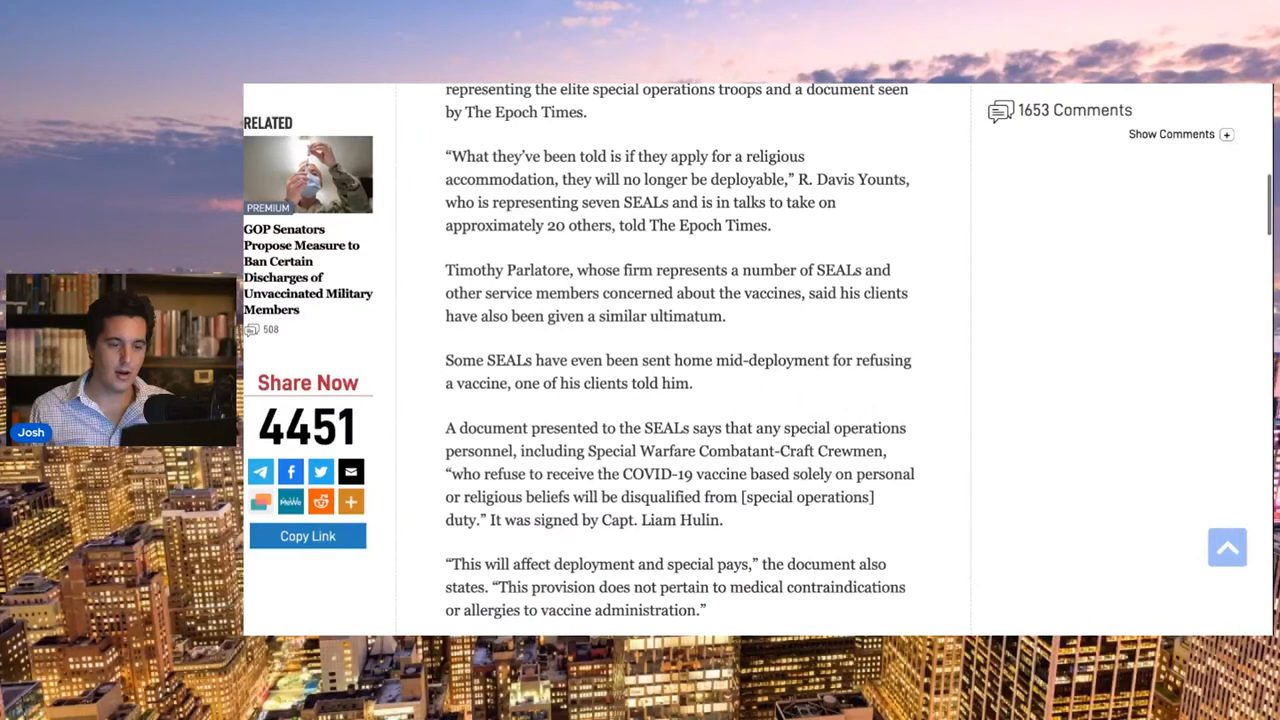 RELATED
PREMIUM
GOP Senators
Propose Measure to
Ban Certain
Discharges of
Unvaccinated Military
Members
508
Share Now
4451
MeWe
Copy Link
Josh
representing the elite special operations troops and a document seen
by The Epoch Times.
“What they’ve been told is if they apply for a religious
accommodation, they will no longer be deployable,” R. Davis Younts,
who is representing seven SEALs and is in talks to take on
approximately 20 others, told The Epoch Times.
Timothy Parlatore, whose firm represents a number of SEALs and
other service members concerned about the vaccines, said his clients
have also been given a similar ultimatum.
Some SEALs have even been sent home mid-deployment for refusing
a vaccine, one of his clients told him.
A document presented to the SEALs says that any special operations
personnel, including Special Warfare Combatant-Craft Crewmen,
“who refuse to receive the COVID-19 vaccine based solely on personal
or religious beliefs will be disqualified from [special operations]
duty.” It was signed by Capt. Liam Hulin.
“This will affect deployment and special pays,” the document also
states. “This provision does not pertain to medical contraindications
or allergies to vaccine administration.”
1653 Comments
Show Comments +